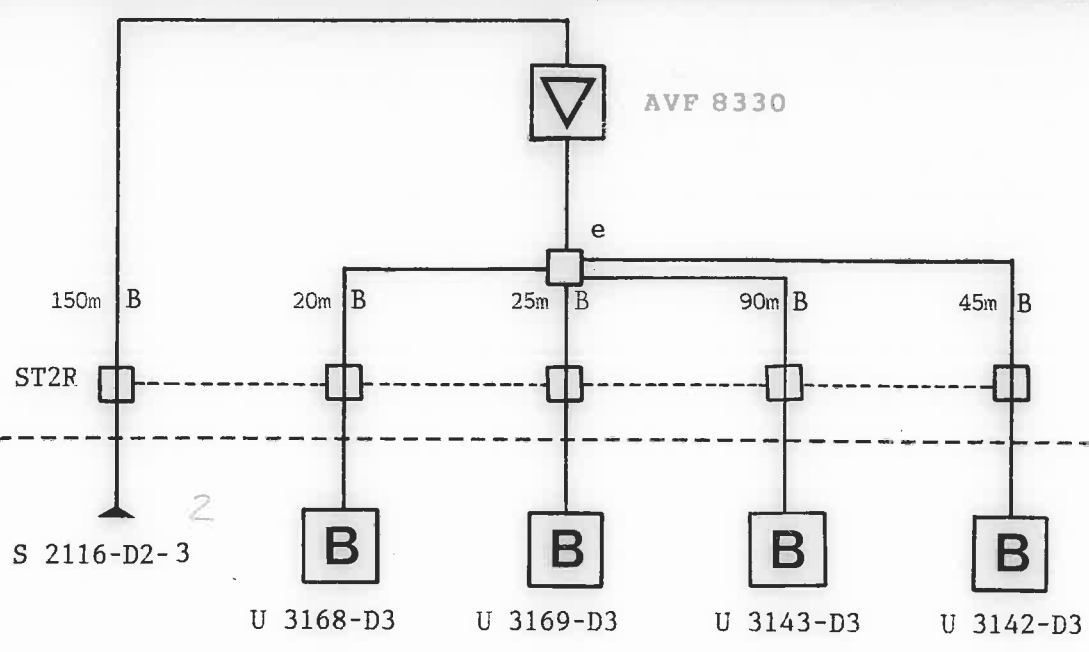 AVF 8330
e
150m B
20m B
25m B
90m B
45m B
ST2R
2
S 2116-D2-3
B
B
B
B
U 3168-D3
U 3169-D3
U 3143-D3
U 3142-D3